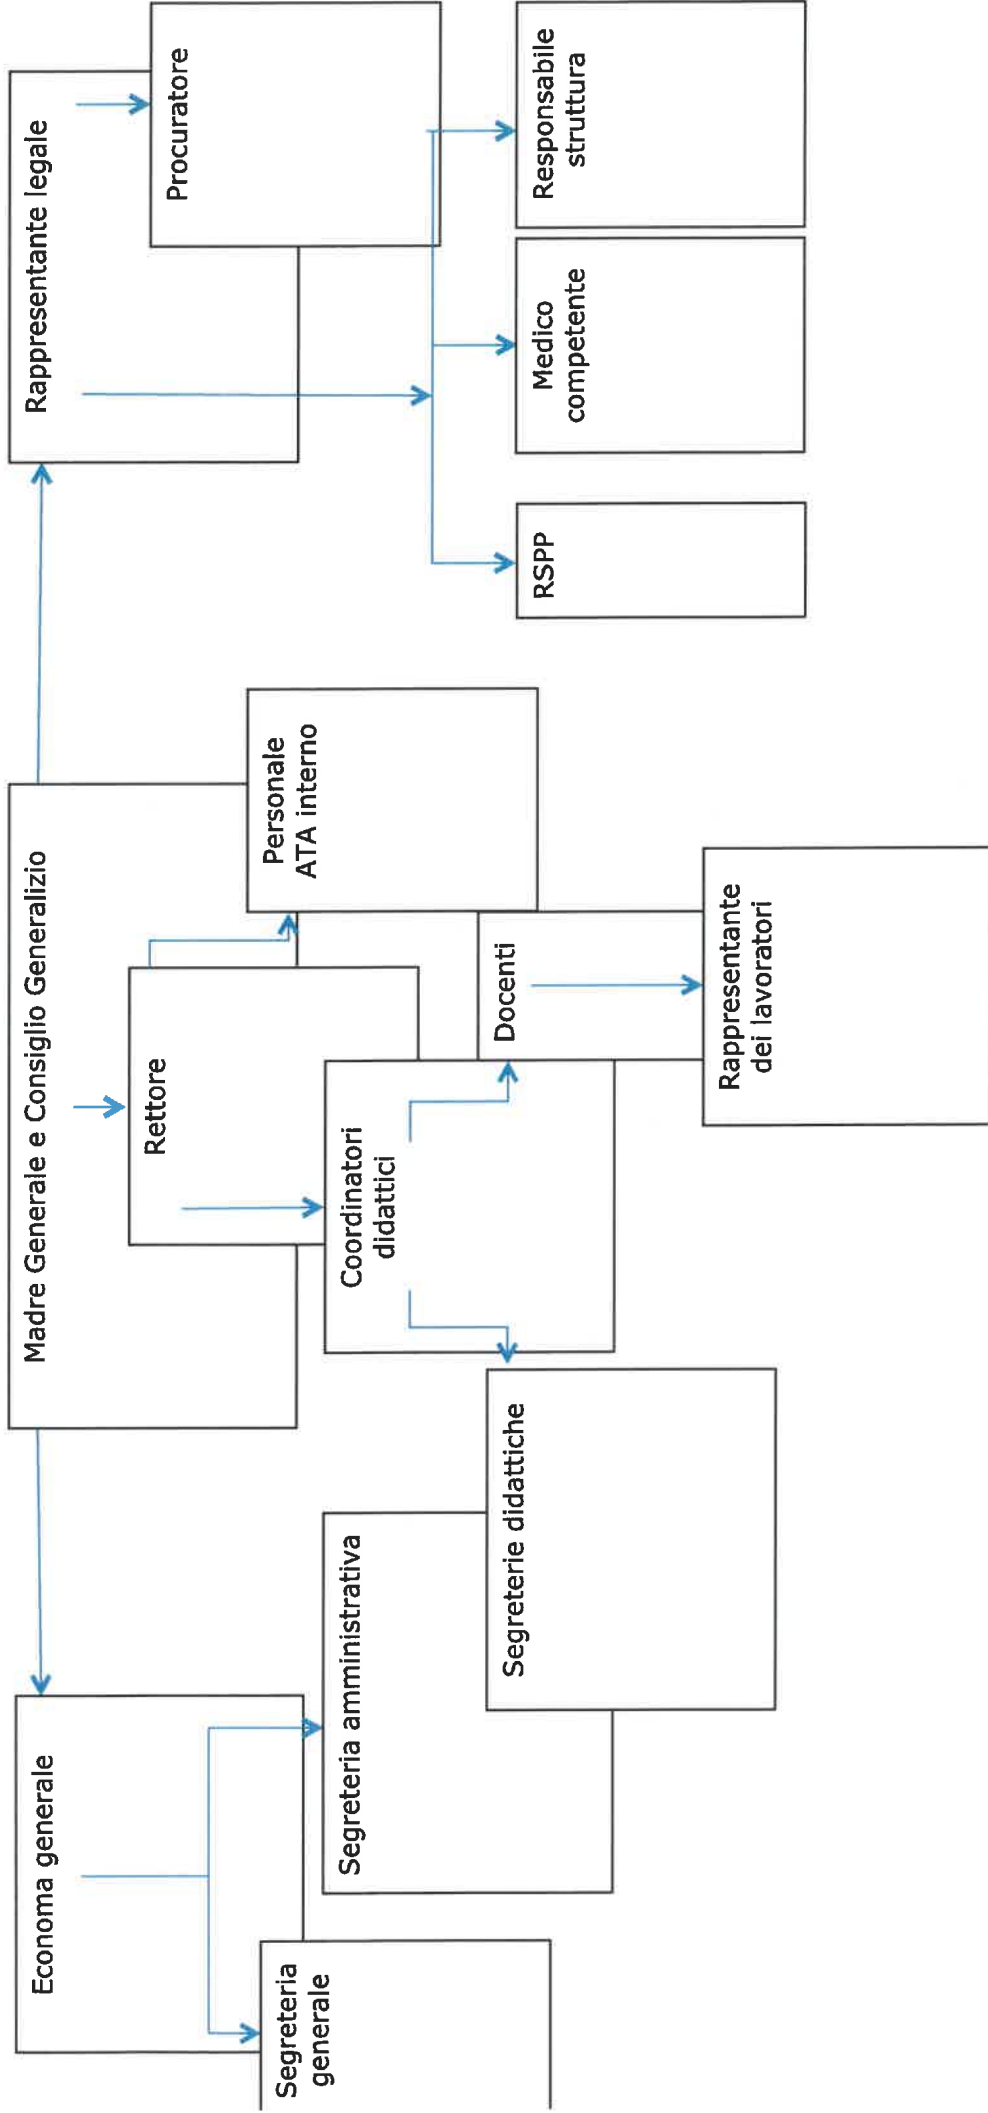 Madre Generale e Consiglio Generalizio
Economa generale
Rappresentante legale
Rettore
Procuratore
Segreteria
generale
Segreteria amministrativa
Coordinatori
didattici
Personale
ATA interno
Segreterie didattiche
Docenti
RSPP
Medico
competente
Responsabile
struttura
Rappresentante
dei lavoratori